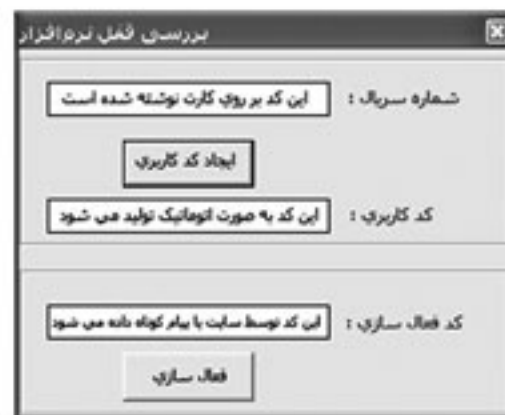 بررسی قفل نرم‌افزار
شماره سریال : این کد بر روی کارت نوشته شده است
ایجاد کد کاربری
کد کاربری : این کد به صورت اتوماتیک تولید می شود
کد فعال سازی : این کد توسط سایت یا پیام کوتاه داده می شود
فعال سازی